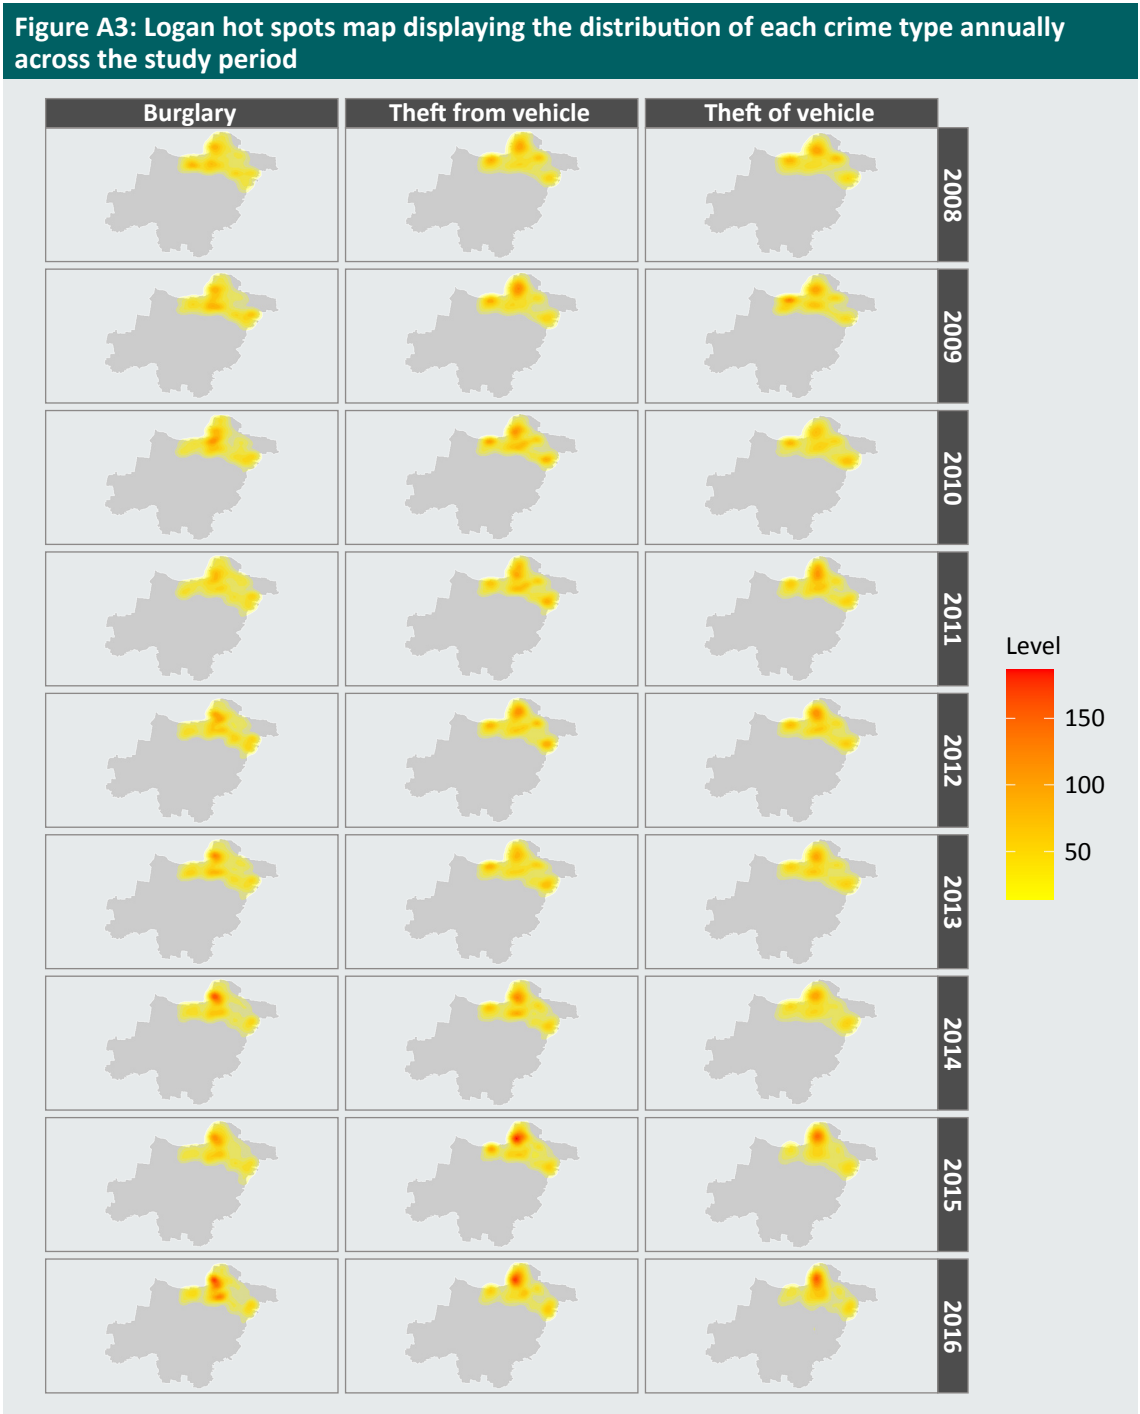 Figure A3: Logan hot spots map displaying the distribution of each crime type annually
across the study period
Burglary
Theft from vehicle
Theft of vehicle
2008
2009
2010
2011
2012
2013
2014
2015
2016
Level
150
100
50